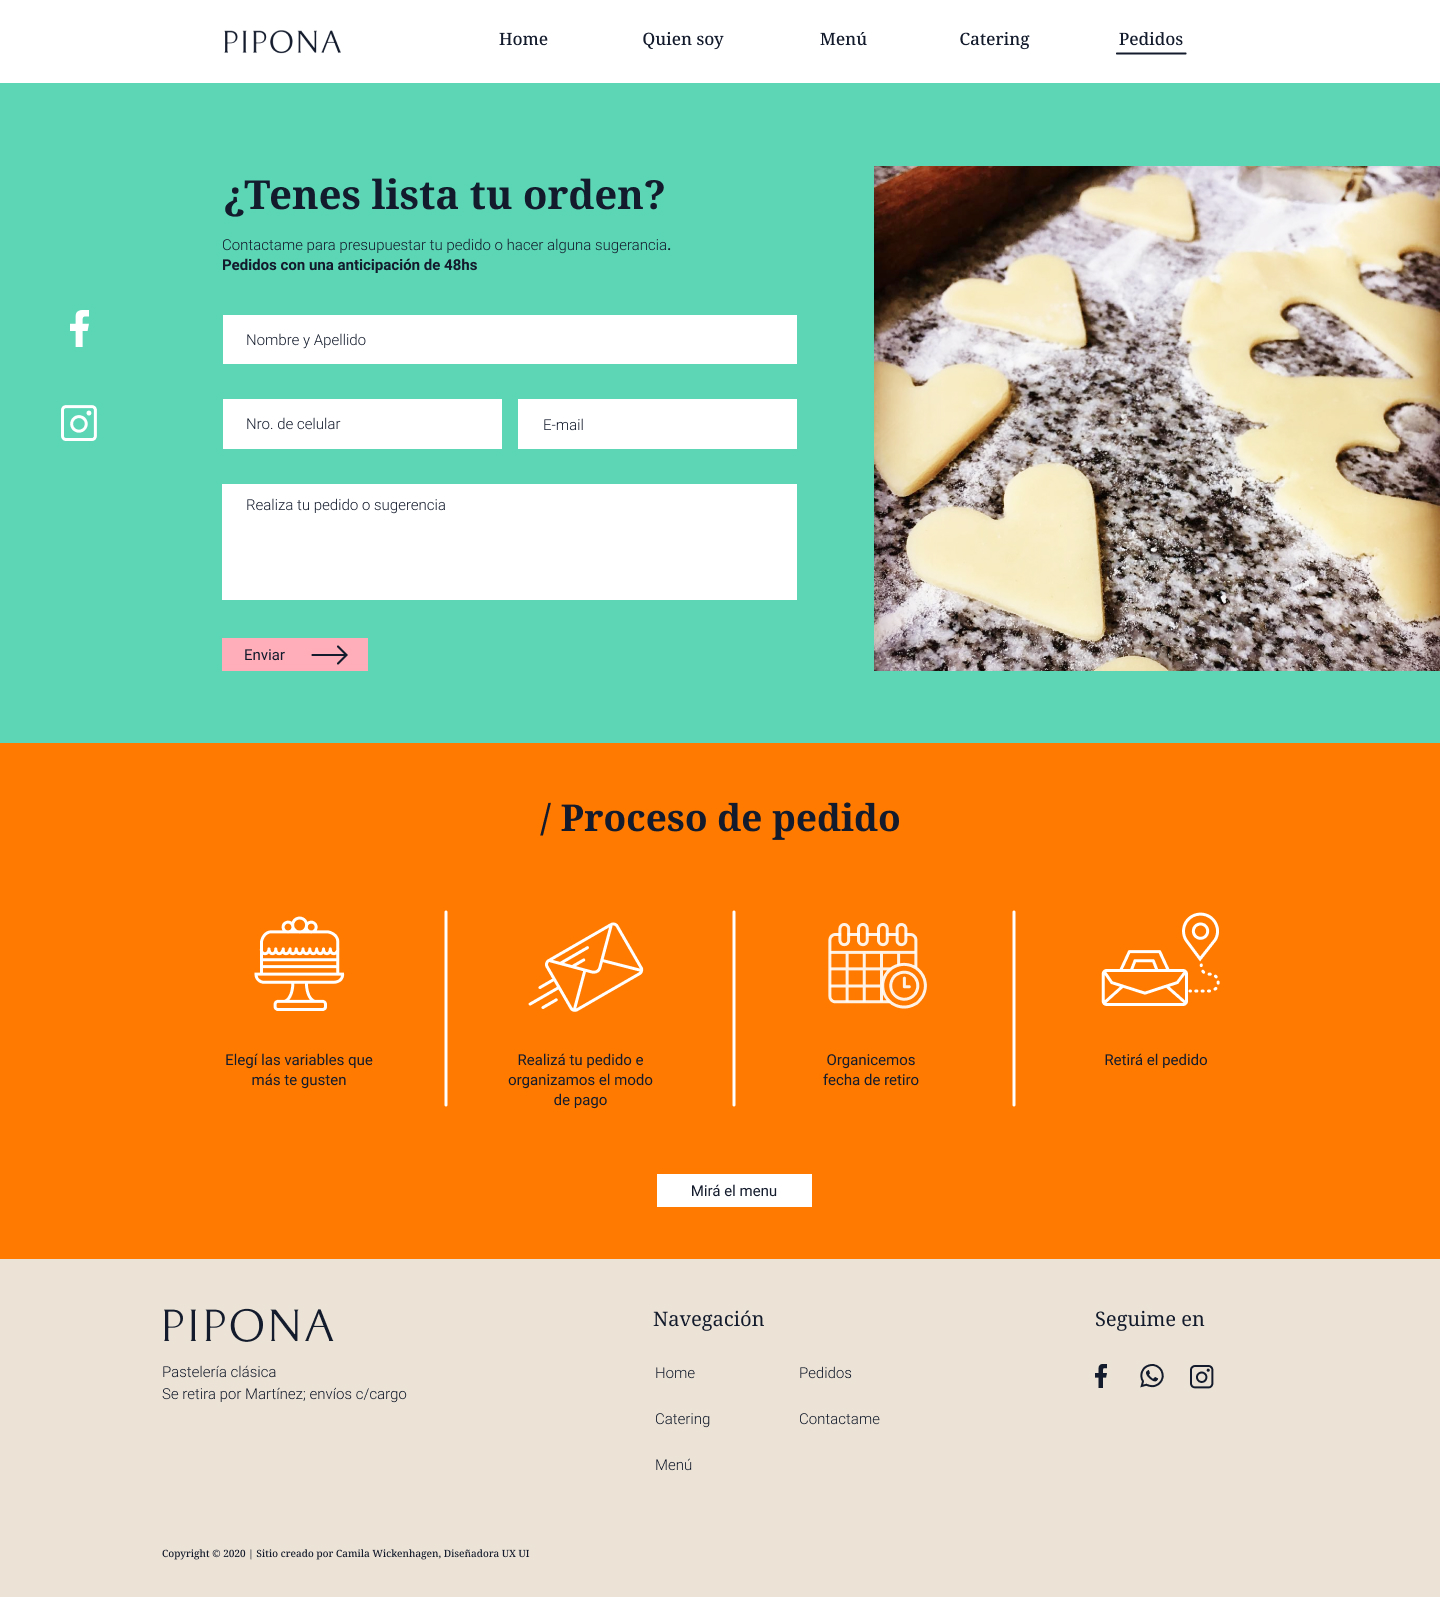 PIPONA
Home
Quien soy
Menú
Catering
Pedidos
¿Tenes lista tu orden?
Contactame para presupuestar tu pedido o hacer alguna sugerancia.
Pedidos con una anticipación de 48hs
Nombre y Apellido
Nro. de celular
E-mail
Realiza tu pedido o sugerencia
Enviar
/ Proceso de pedido
Elegí las variables que
más te gusten
Realizá tu pedido e
organizamos el modo
de pago
Organicemos
fecha de retiro
Retirá el pedido
Mirá el menu
PIPONA
Pastelería clásica
Se retira por Martínez; envíos c/cargo
Navegación
Home
Pedidos
Catering
Contactame
Menú
Seguime en
Copyright © 2020 | Sitio creado por Camila Wickenhagen, Diseñadora UX UI